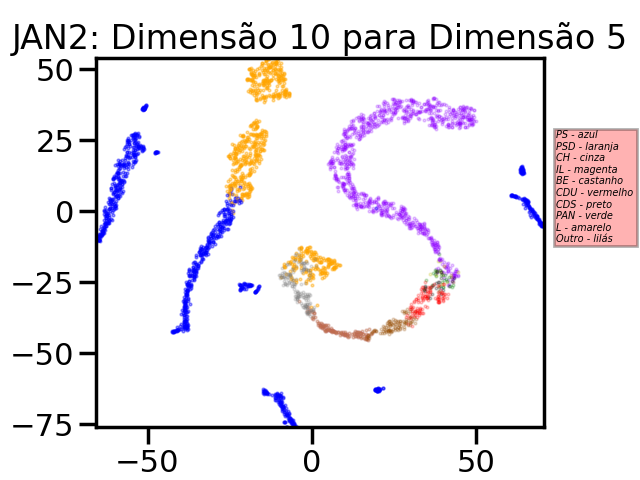 JAN2: Dimensão 10 para Dimensão 5
50
25
0
−25
−50
−75
−50
0
50
PS - azul
PSD - laranja
CH - cinza
IL - magenta
BE - castanho
CDU - vermelho
CDS - preto
PAN - verde
L - amarelo
Outro - lilás